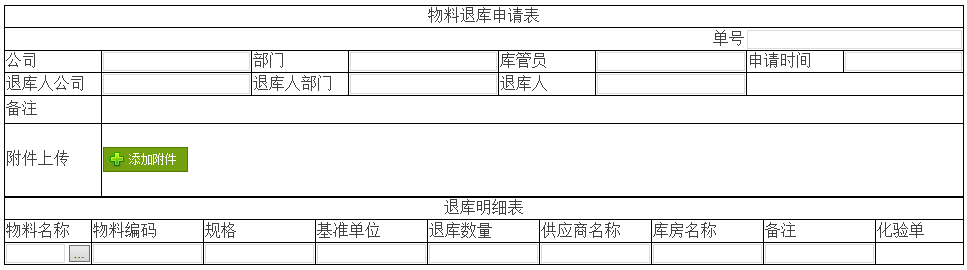 物料退库申请表
单号
公司 部门 库管员 申请时间
退库人公司 退库人部门 退库人
备注
附件上传 添加附件
退库明细表
物料名称 物料编码 规格 基准单位 退库数量 供应商名称 库房名称 备注 化验单
...